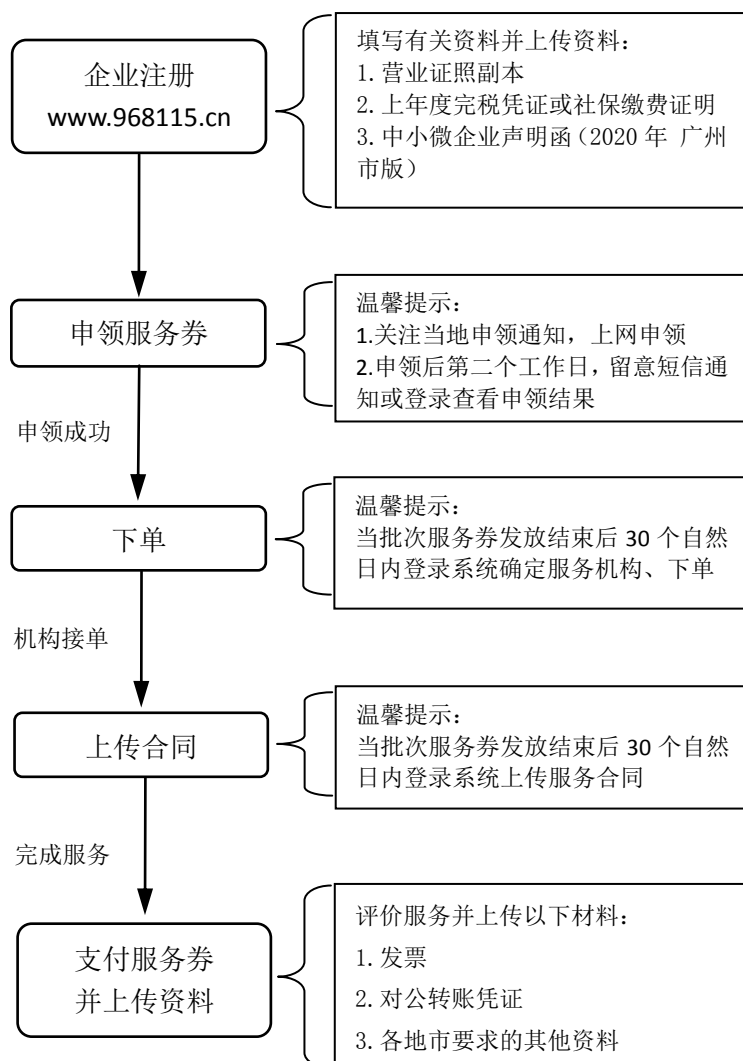 企业注册
www.968115.cn
填写有关资料并上传资料：
1.营业证照副本
2.上年度完税凭证或社保缴费证明
3.中小微企业声明函（2020年 广州
市版）
申领服务券
温馨提示：
1.关注当地申领通知，上网申领
2.申领后第二个工作日，留意短信通
知或登录查看申领结果
申领成功
下单
温馨提示：
当批次服务券发放结束后 30 个自然
日内登录系统确定服务机构、下单
机构接单
上传合同
温馨提示：
当批次服务券发放结束后 30 个自然
日内登录系统上传服务合同
完成服务
支付服务券
并上传资料
评价服务并上传以下材料：
1.发票
2.对公转账凭证
3.各地市要求的其他资料